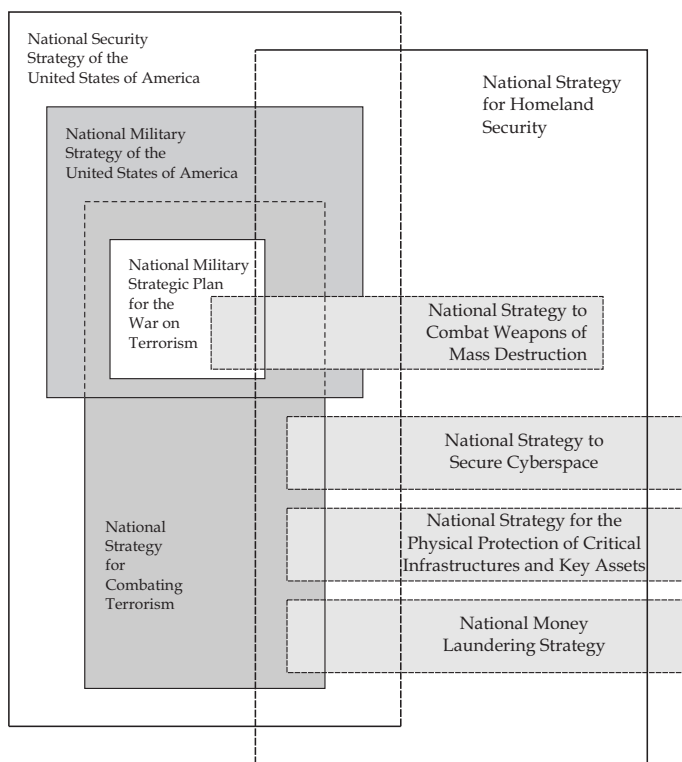 National Security
Strategy of the
United States of America
National Strategy
for Homeland
Security
National Military
Strategy of the
United States of America
National Military
Strategic Plan
for the
War on
Terrorism
National Strategy to
Combat Weapons of
Mass Destruction
National Strategy to
Secure Cyberspace
National Strategy for the
Physical Protection of Critical
Infrastructures and Key Assets
National
Strategy
for
Combating
Terrorism
National Money
Laundering Strategy